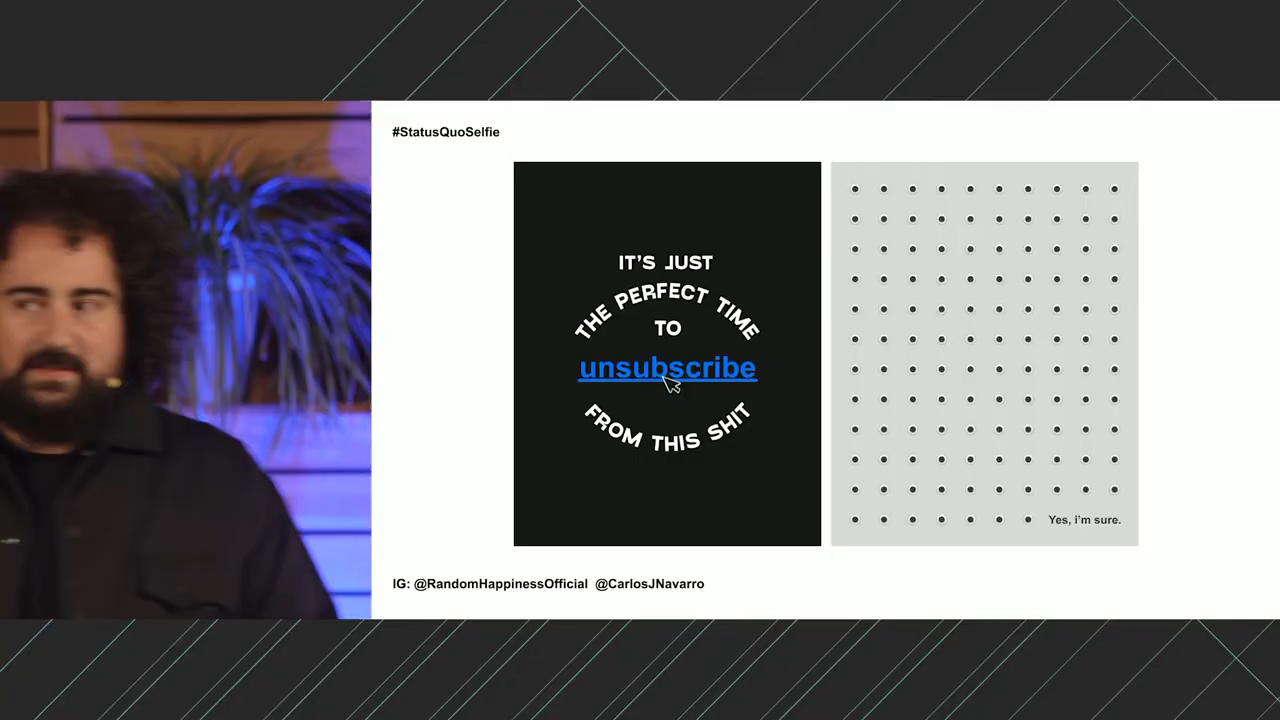 #StatusQuoSelfie
IT'S JUST
THE PERFECT TIME
TO
unsubscribe
FROM THIS SHIT
Yes, i'm sure.
IG: @RandomHappinessOfficial @CarlosJNavarro